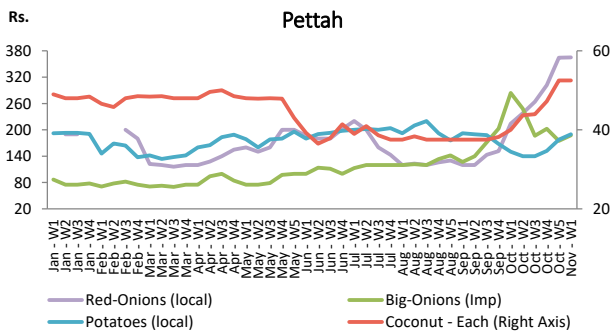 Rs.
Pettah
380
320
260
200
140
80
20
60
40
20
Jan - W1
Jan - W2
Jan - W3
Jan - W4
Feb - W1
Feb - W2
Feb - W3
Feb - W4
Mar - W1
Mar - W2
Mar - W3
Mar - W4
Apr - W1
Apr - W2
Apr - W3
Apr - W4
May - W1
May - W2
May - W3
May - W4
May - W5
Jun - W1
Jun - W2
Jun - W3
Jun - W4
Jul - W1
Jul - W2
Jul - W3
Jul - W4
Aug - W1
Aug - W2
Aug - W3
Aug - W4
Aug - W5
Sep - W1
Sep - W2
Sep - W3
Sep - W4
Oct - W1
Oct - W2
Oct - W3
Oct - W4
Oct - W5
Nov - W1
Red-Onions (local)
Big-Onions (Imp)
Potatoes (local)
Coconut - Each (Right Axis)